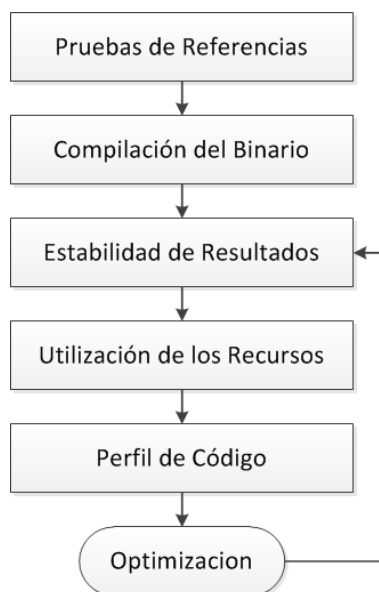 Pruebas de Referencias
Compilación del Binario
Estabilidad de Resultados
Utilización de los Recursos
Perfil de Código
Optimizacion